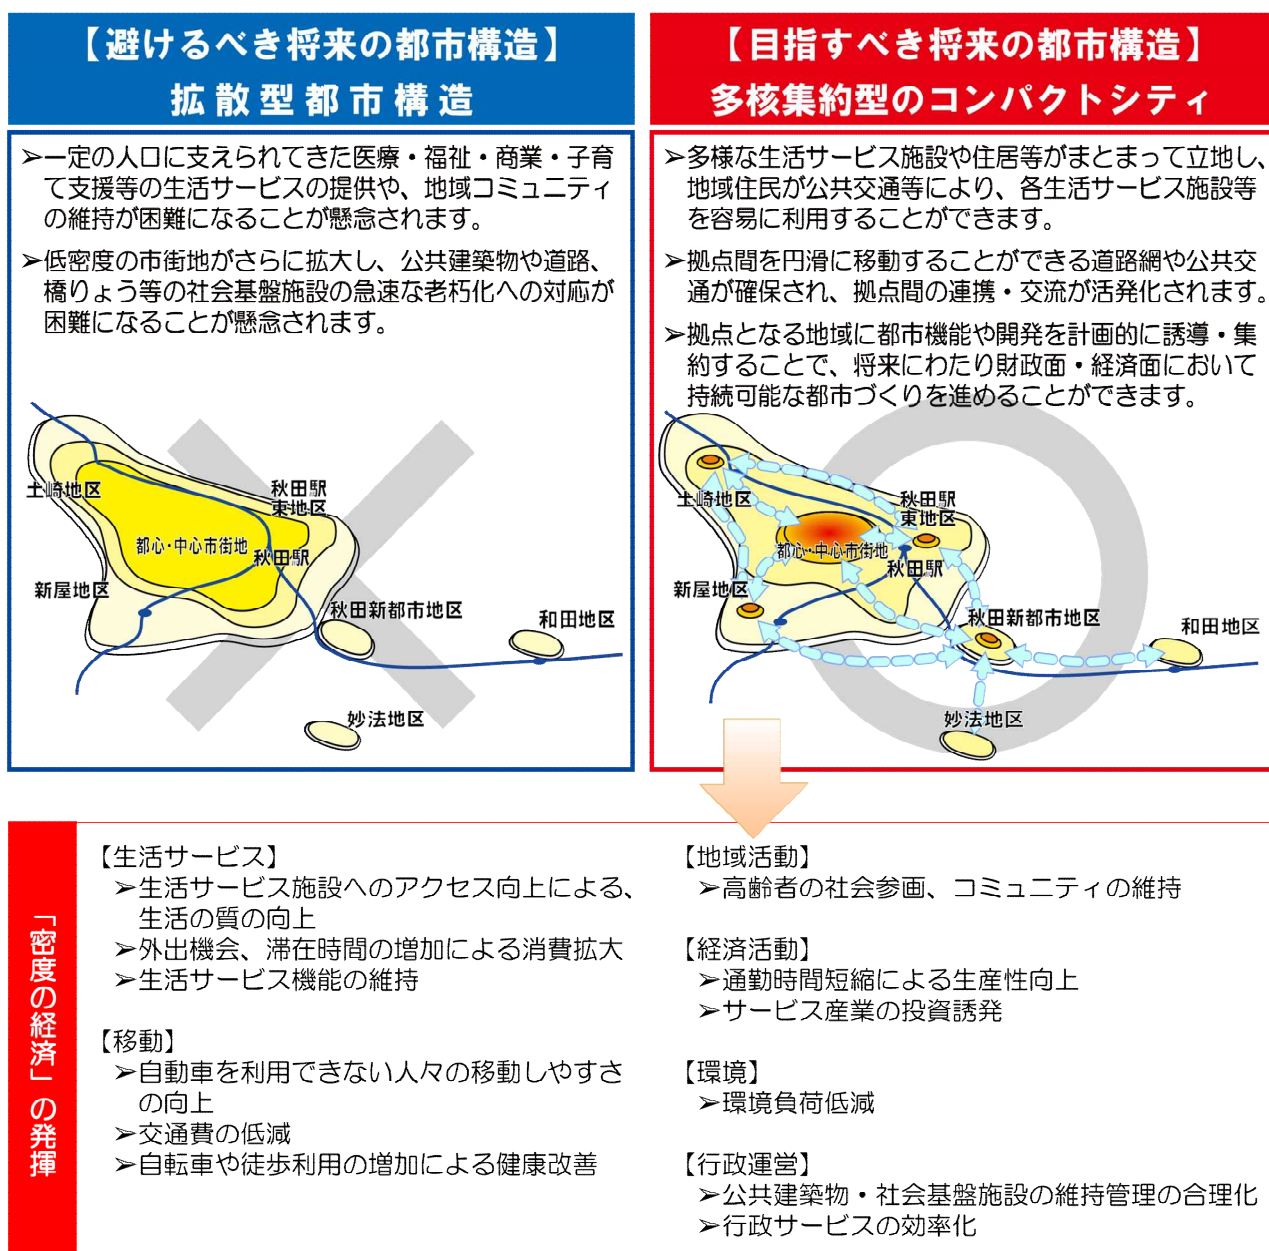 【避けるべき将来の都市構造】
拡散型都市構造
➢一定の人口に支えられてきた医療・福祉・商業・子育
て支援等の生活サービスの提供や、地域コミュニティ
の維持が困難になることが懸念されます。
➢低密度の市街地がさらに拡大し、公共建築物や道路、
橋りょう等の社会基盤施設の急速な老朽化への対応が
困難になることが懸念されます。
土崎地区
秋田駅
東地区
都心・中心市街地
秋田駅
新屋地区
秋田新都市地区
和田地区
妙法地区
【目指すべき将来の都市構造】
多核集約型のコンパクトシティ
➢多様な生活サービス施設や住居等がまとまって立地し、
地域住民が公共交通等により、各生活サービス施設等
を容易に利用することができます。
➢拠点間を円滑に移動することができる道路網や公共交
通が確保され、拠点間の連携・交流が活発化されます。
➢拠点となる地域に都市機能や開発を計画的に誘導・集
約することで、将来にわたり財政面・経済面において
持続可能な都市づくりを進めることができます。
土崎地区
秋田駅
東地区
都心・中心市街地
秋田駅
新屋地区
秋田新都市地区
和田地区
妙法地区
「密度の経済」の発揮
【生活サービス】
➢生活サービス施設へのアクセス向上による、
生活の質の向上
➢外出機会、滞在時間の増加による消費拡大
➢生活サービス機能の維持
【移動】
➢自動車を利用できない人々の移動しやすさ
の向上
➢交通費の低減
➢自転車や徒歩利用の増加による健康改善
【地域活動】
➢高齢者の社会参画、コミュニティの維持
【経済活動】
➢通勤時間短縮による生産性向上
➢サービス産業の投資誘発
【環境】
➢環境負荷低減
【行政運営】
➢公共建築物・社会基盤施設の維持管理の合理化
➢行政サービスの効率化